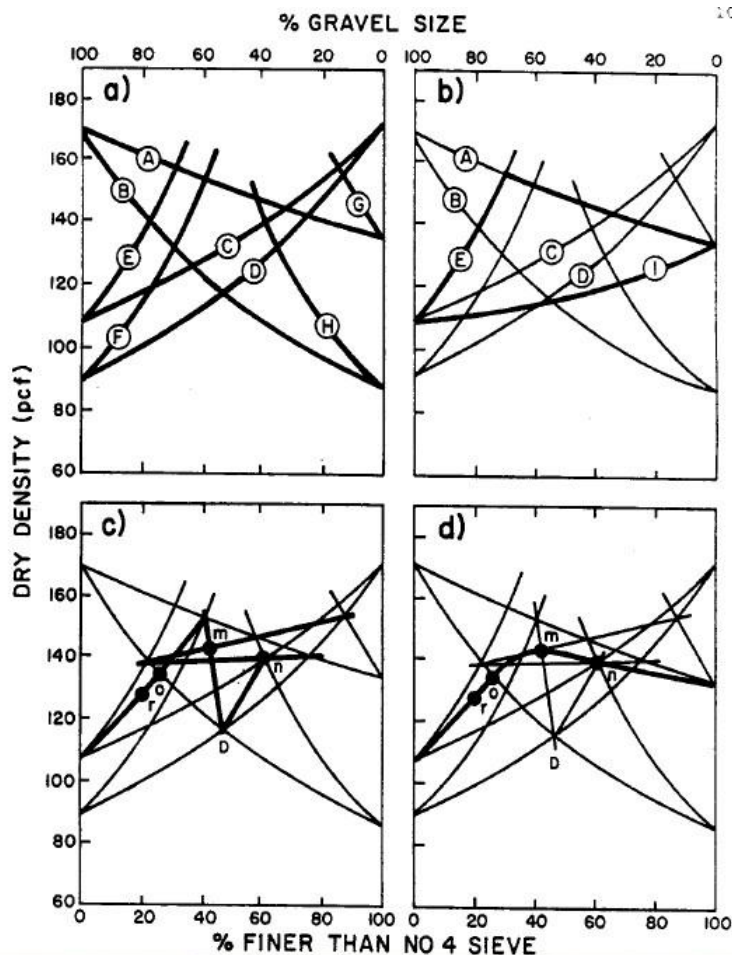 % GRAVEL SIZE
100 80 60 40 20 0 100 80 60 40 20 0
a) b)
180
160
140
120
100
80
60
A
B
C
D
E
F
G
H
A
B
C
D
E
I
DRY DENSITY (pcf)
c) d)
180
160
140
120
100
80
60
m
n
o
r
D
m
n
o
r
D
0 20 40 60 80 100 0 20 40 60 80 100
% FINER THAN NO 4 SIEVE